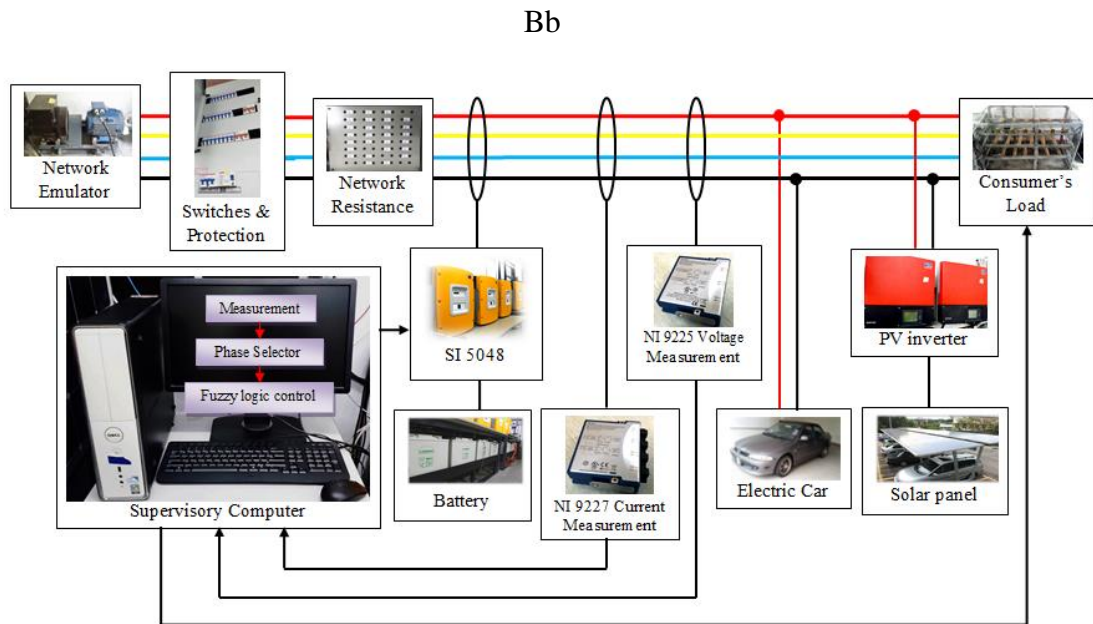 Bb
Network
Emulator
Switches &
Protection
Network
Resistance
Consumer's
Load
Measurement
Phase Selector
Fuzzy logic control
DELL
Supervisory Computer
SI 5048
Battery
NI 9225 Voltage
Measurement
NI 9227 Current
Measurement
Electric Car
PV inverter
Solar panel